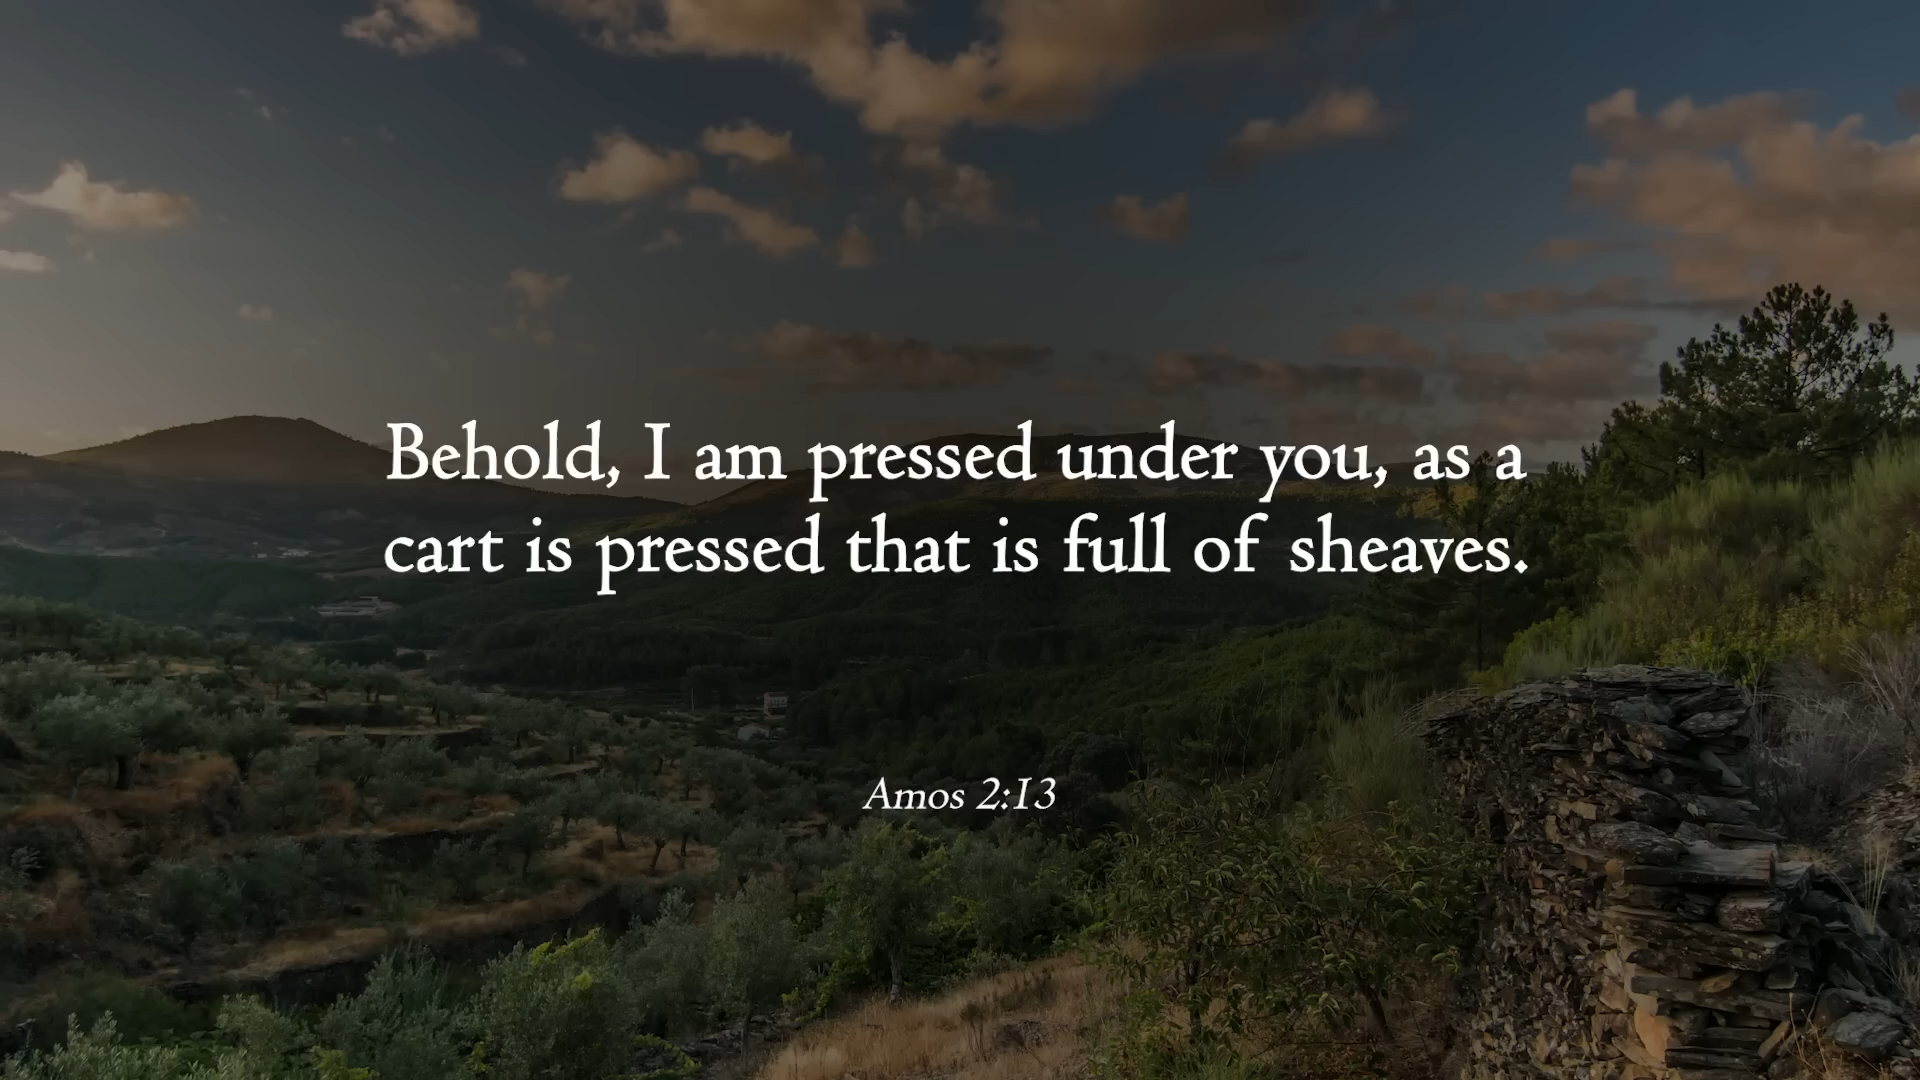 Behold, I am pressed under you, as a
cart is pressed that is full of sheaves.
Amos 2:13